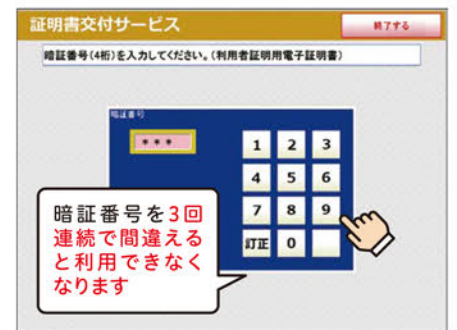 証明書交付サービス
終了する
暗証番号(4桁)を入力してください。(利用者証明用電子証明書)
暗証番号
* * *
1 2 3
4 5 6
7 8 9
訂正 0
暗証番号を3回
連続で間違える
と利用できなく
なります